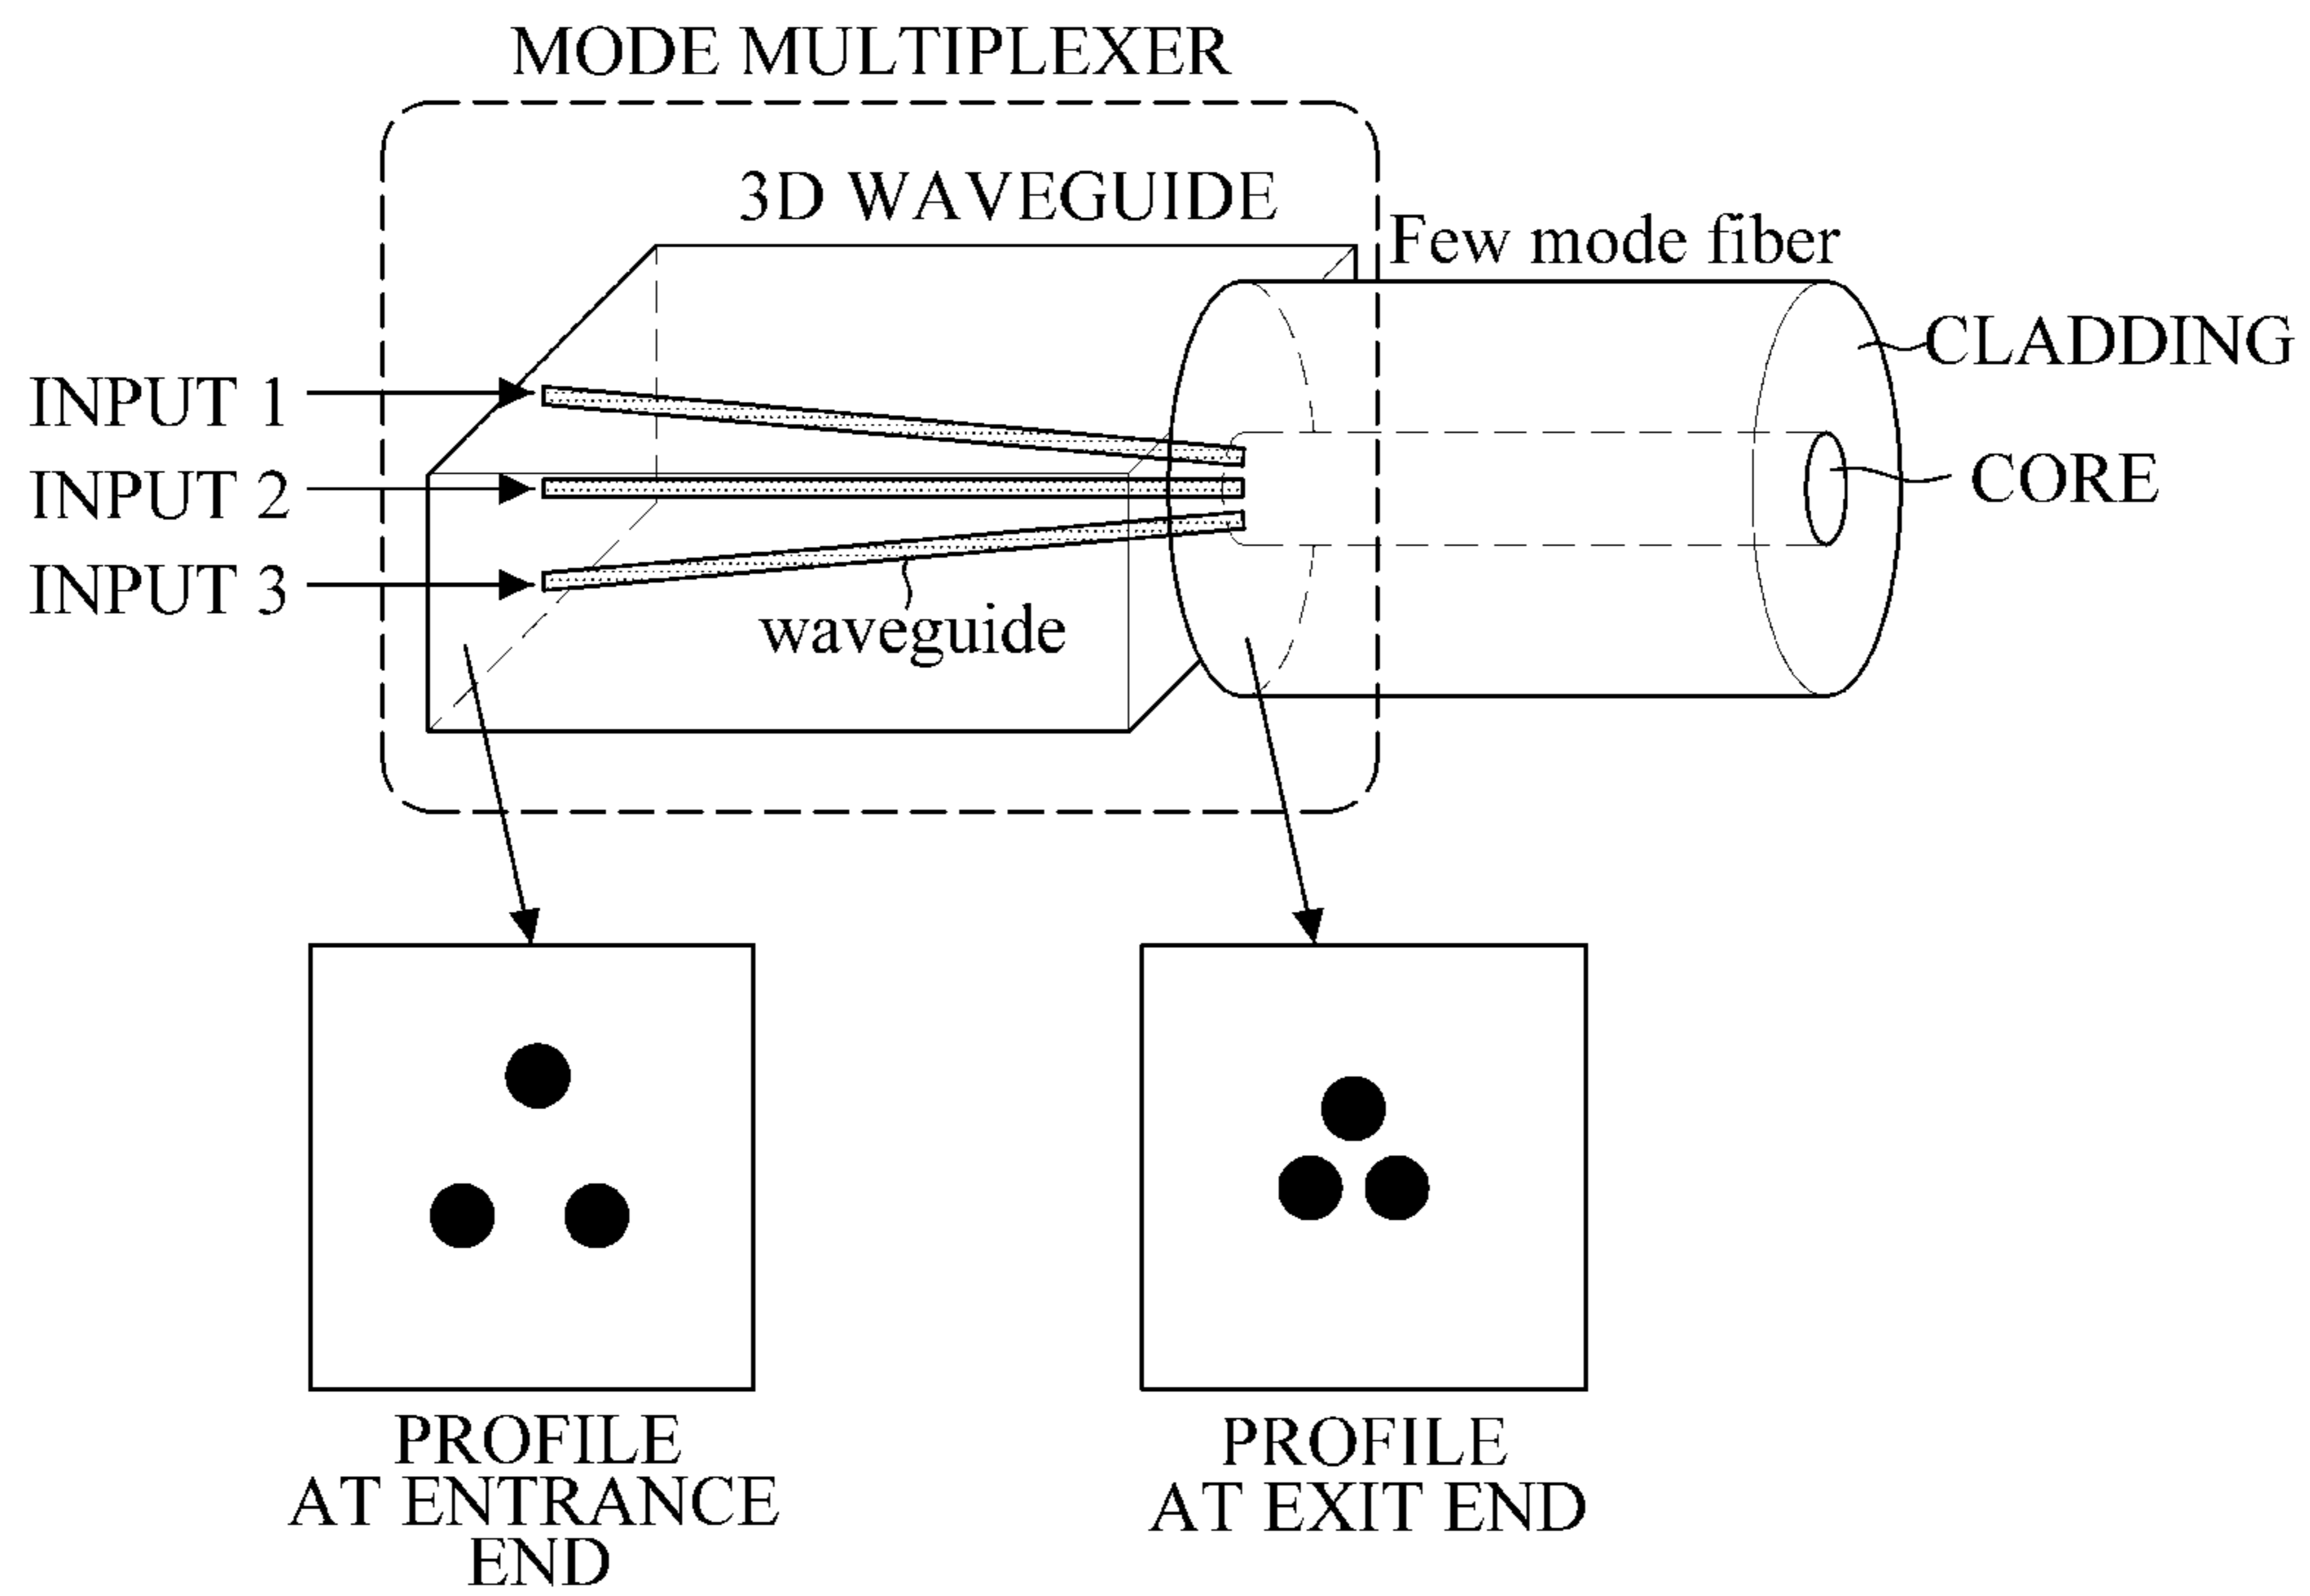 MODE MULTIPLEXER
3D WAVEGUIDE
Few mode fiber
CLADDING
INPUT 1
INPUT 2
CORE
INPUT 3
waveguide
PROFILE
AT ENTRANCE
END
PROFILE
AT EXIT END